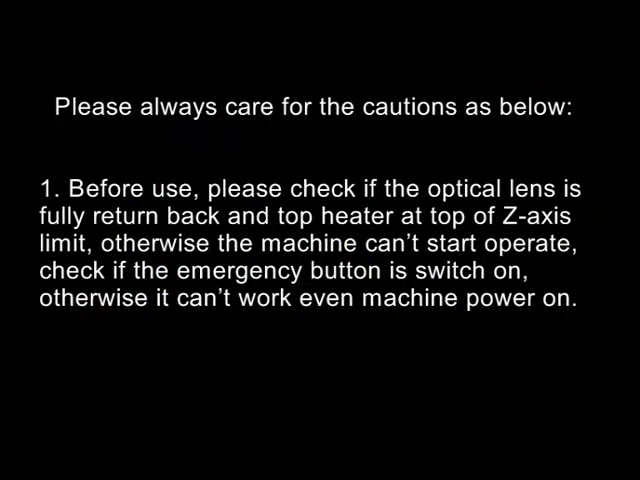 Please always care for the cautions as below:
1. Before use, please check if the optical lens is
fully return back and top heater at top of Z-axis
limit, otherwise the machine can't start operate,
check if the emergency button is switch on,
otherwise it can't work even machine power on.